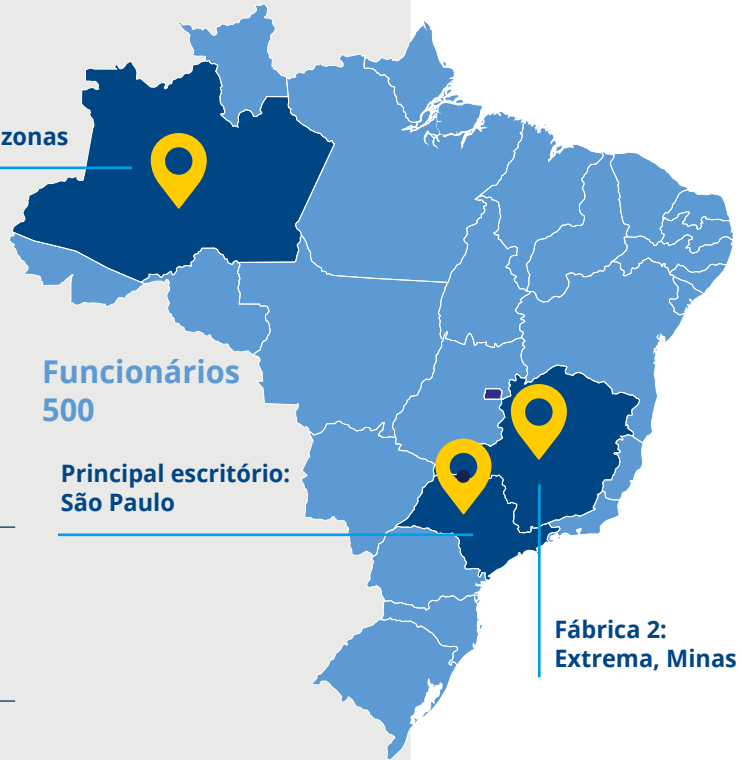 zonas
Funcionários
500
Principal escritório:
São Paulo
Fábrica 2:
Extrema, Minas